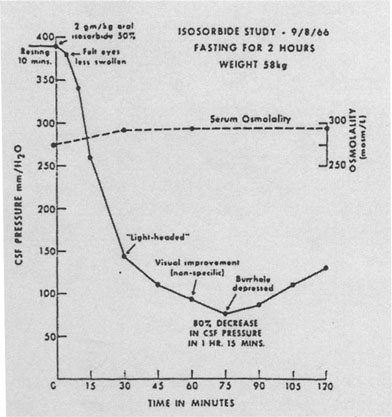 ISOSORBIDE STUDY - 9/8/66
FASTING FOR 2 HOURS
WEIGHT 58kg
2 gm/kg oral
isosorbide 50%
Resting
10 mins.
Felt eyes
less swollen
Serum Osmolality
"Light-headed"
Visual improvement
(non-specific)
Burrhole
depressed
80% DECREASE
IN CSF PRESSURE
IN 1 HR. 15 MINS.
CSF PRESSURE mm/H2O
400
350
300
250
200
150
100
50
300
250
OSMOLALITY
(mosm/L)
0 15 30 45 60 75 90 105 120
TIME IN MINUTES